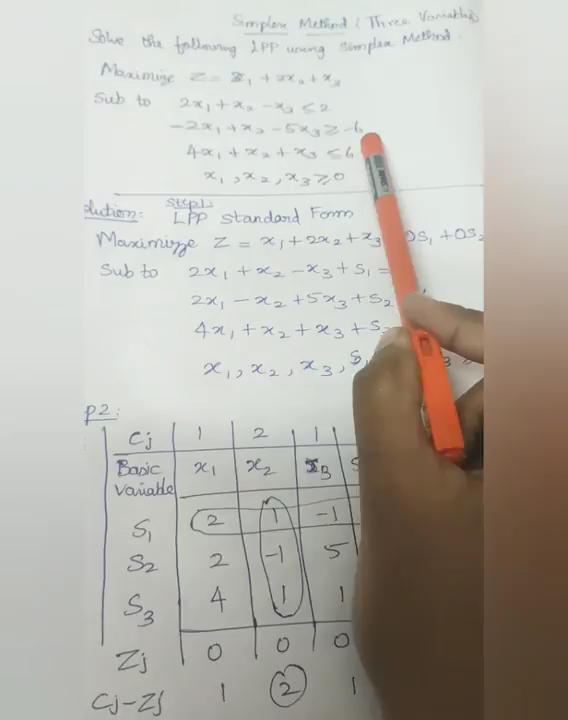 Simplex Method (Three Variables)
Solve the following LPP using Simplex Method.
Maximize Z = x₁ + 2x₂ + x₃
Sub to 2x₁ + x₂ - x₃ ≤ 2
-2x₁ + x₂ - 5x₃ ≥ -6
4x₁ + x₂ + x₃ ≤ 6
x₁, x₂, x₃ ≥ 0
lution: Step1:
LPP Standard Form
Maximize Z = x₁ + 2x₂ + x₃ 0S₁ + 0S₂
Sub to 2x₁ + x₂ - x₃ + S₁ =
2x₁ - x₂ + 5x₃ + S₂
4x₁ + x₂ + x₃ + S
x₁, x₂, x₃, S
p2:
Cj 1 2 1
Basic Variable x₁ x₂ x₃ S
S₁ 2 1 -1
S₂ 2 -1 5
S₃ 4 1 1
Zj 0 0 0
Cj-Zj 1 2 1